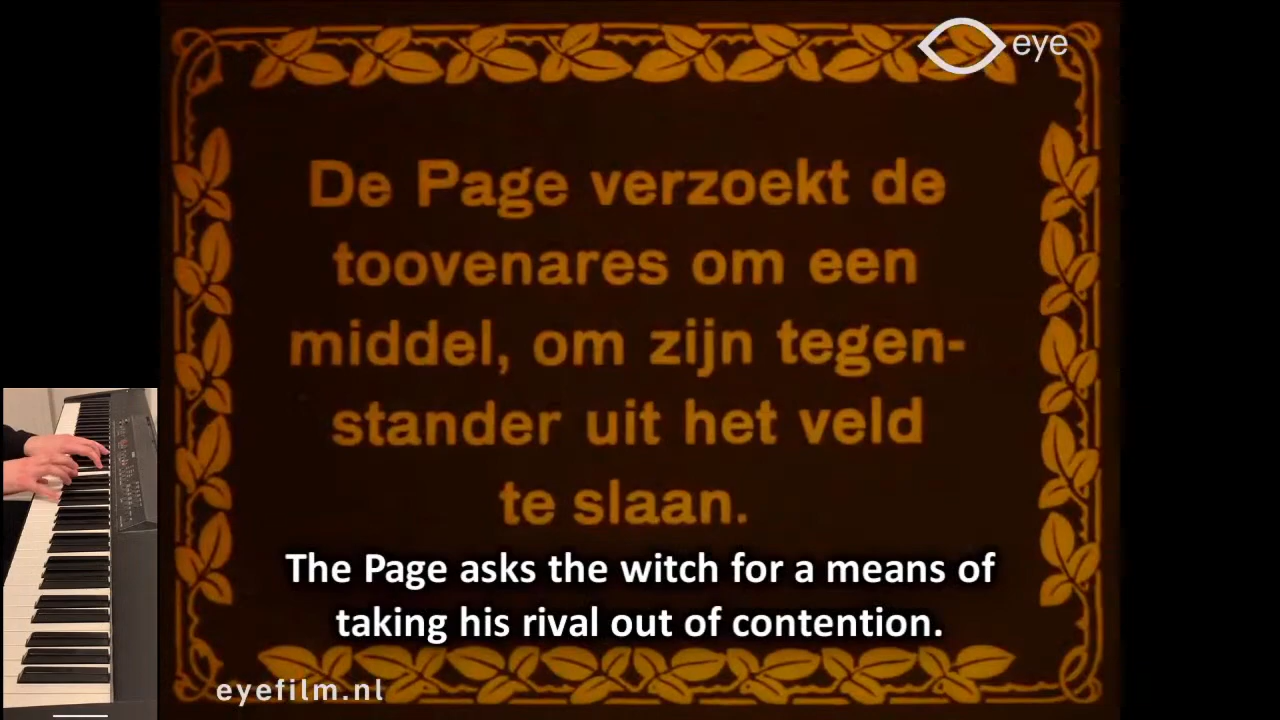 eye
De Page verzoekt de
toovenares om een
middel, om zijn tegen-
stander uit het veld
te slaan.
The Page asks the witch for a means of
taking his rival out of contention.
eyefilm.nl